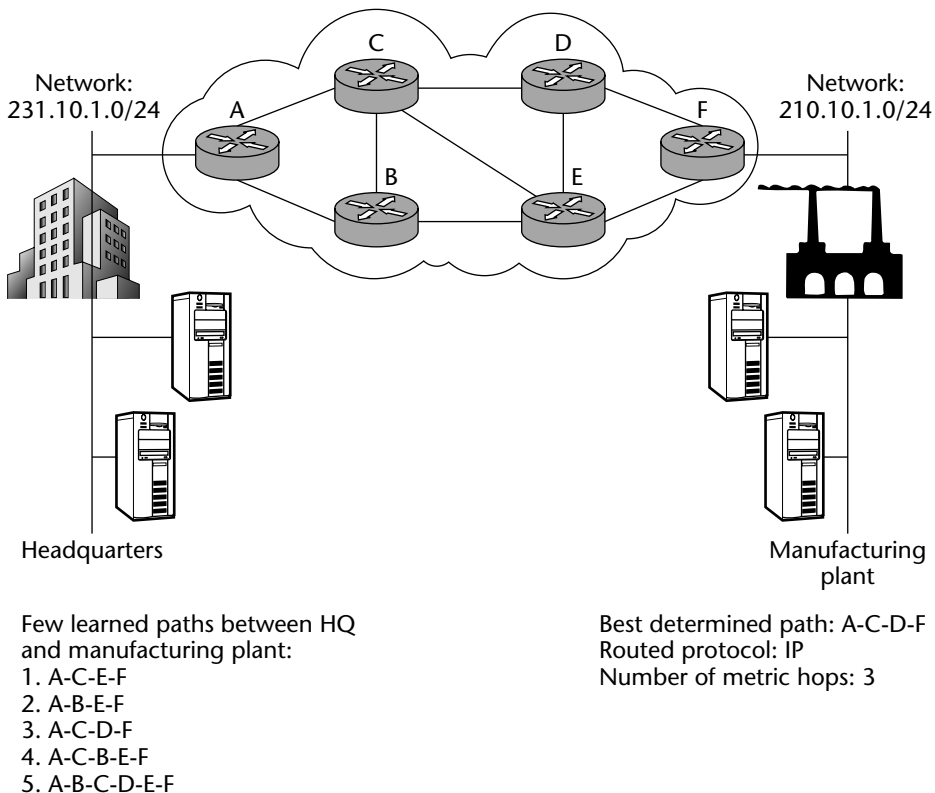 C
D
Network:
231.10.1.0/24
Network:
210.10.1.0/24
A
F
B
E
Headquarters
Manufacturing
plant
Few learned paths between HQ
and manufacturing plant:
1. A-C-E-F
2. A-B-E-F
3. A-C-D-F
4. A-C-B-E-F
5. A-B-C-D-E-F
Best determined path: A-C-D-F
Routed protocol: IP
Number of metric hops: 3